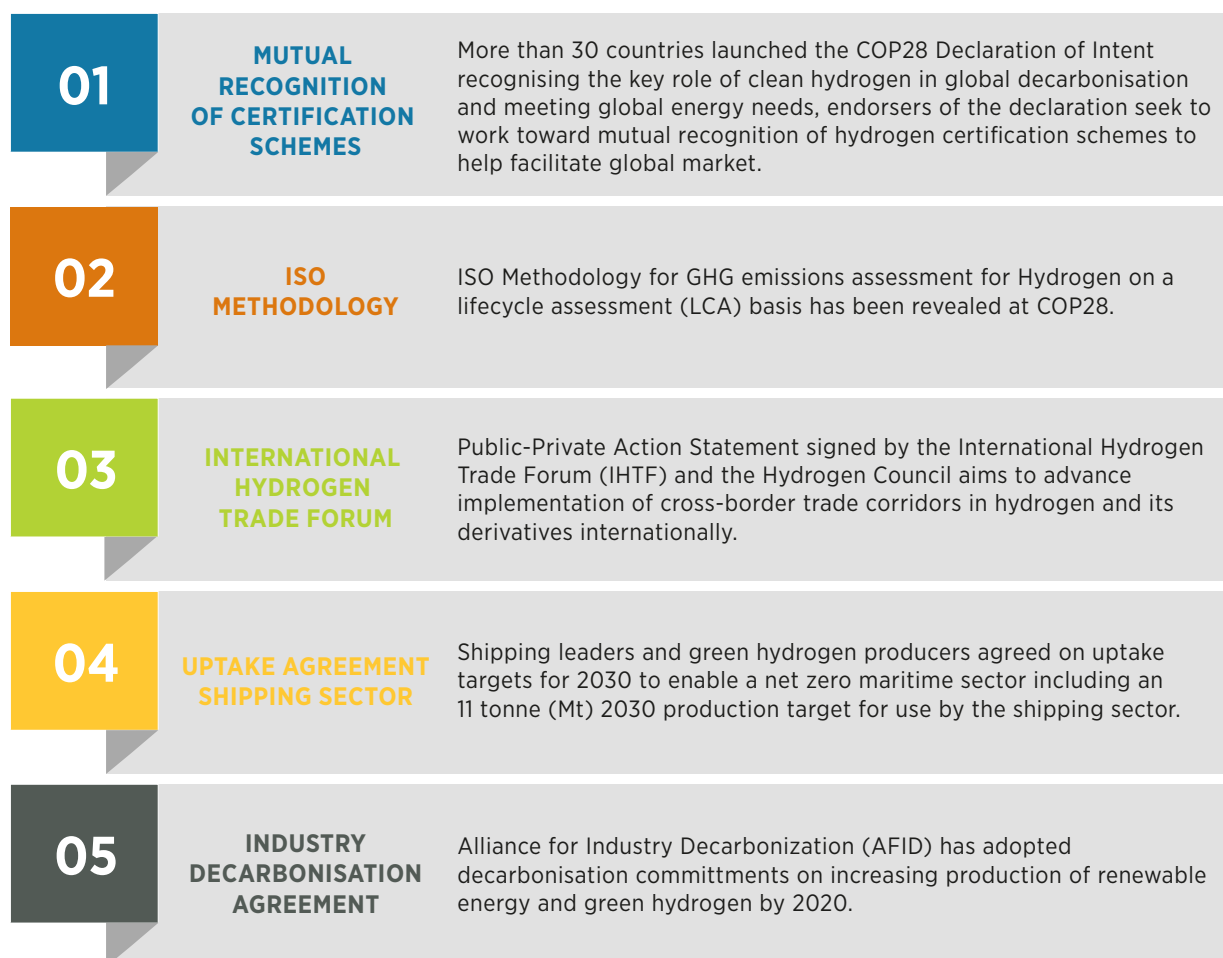 01
MUTUAL
RECOGNITION
OF CERTIFICATION
SCHEMES
More than 30 countries launched the COP28 Declaration of Intent
recognising the key role of clean hydrogen in global decarbonisation
and meeting global energy needs, endorsers of the declaration seek to
work toward mutual recognition of hydrogen certification schemes to
help facilitate global market.
02
ISO
METHODOLOGY
ISO Methodology for GHG emissions assessment for Hydrogen on a
lifecycle assessment (LCA) basis has been revealed at COP28.
03
INTERNATIONAL
HYDROGEN
TRADE FORUM
Public-Private Action Statement signed by the International Hydrogen
Trade Forum (IHTF) and the Hydrogen Council aims to advance
implementation of cross-border trade corridors in hydrogen and its
derivatives internationally.
04
UPTAKE AGREEMENT
SHIPPING SECTOR
Shipping leaders and green hydrogen producers agreed on uptake
targets for 2030 to enable a net zero maritime sector including an
11 tonne (Mt) 2030 production target for use by the shipping sector.
05
INDUSTRY
DECARBONISATION
AGREEMENT
Alliance for Industry Decarbonization (AFID) has adopted
decarbonisation committments on increasing production of renewable
energy and green hydrogen by 2020.